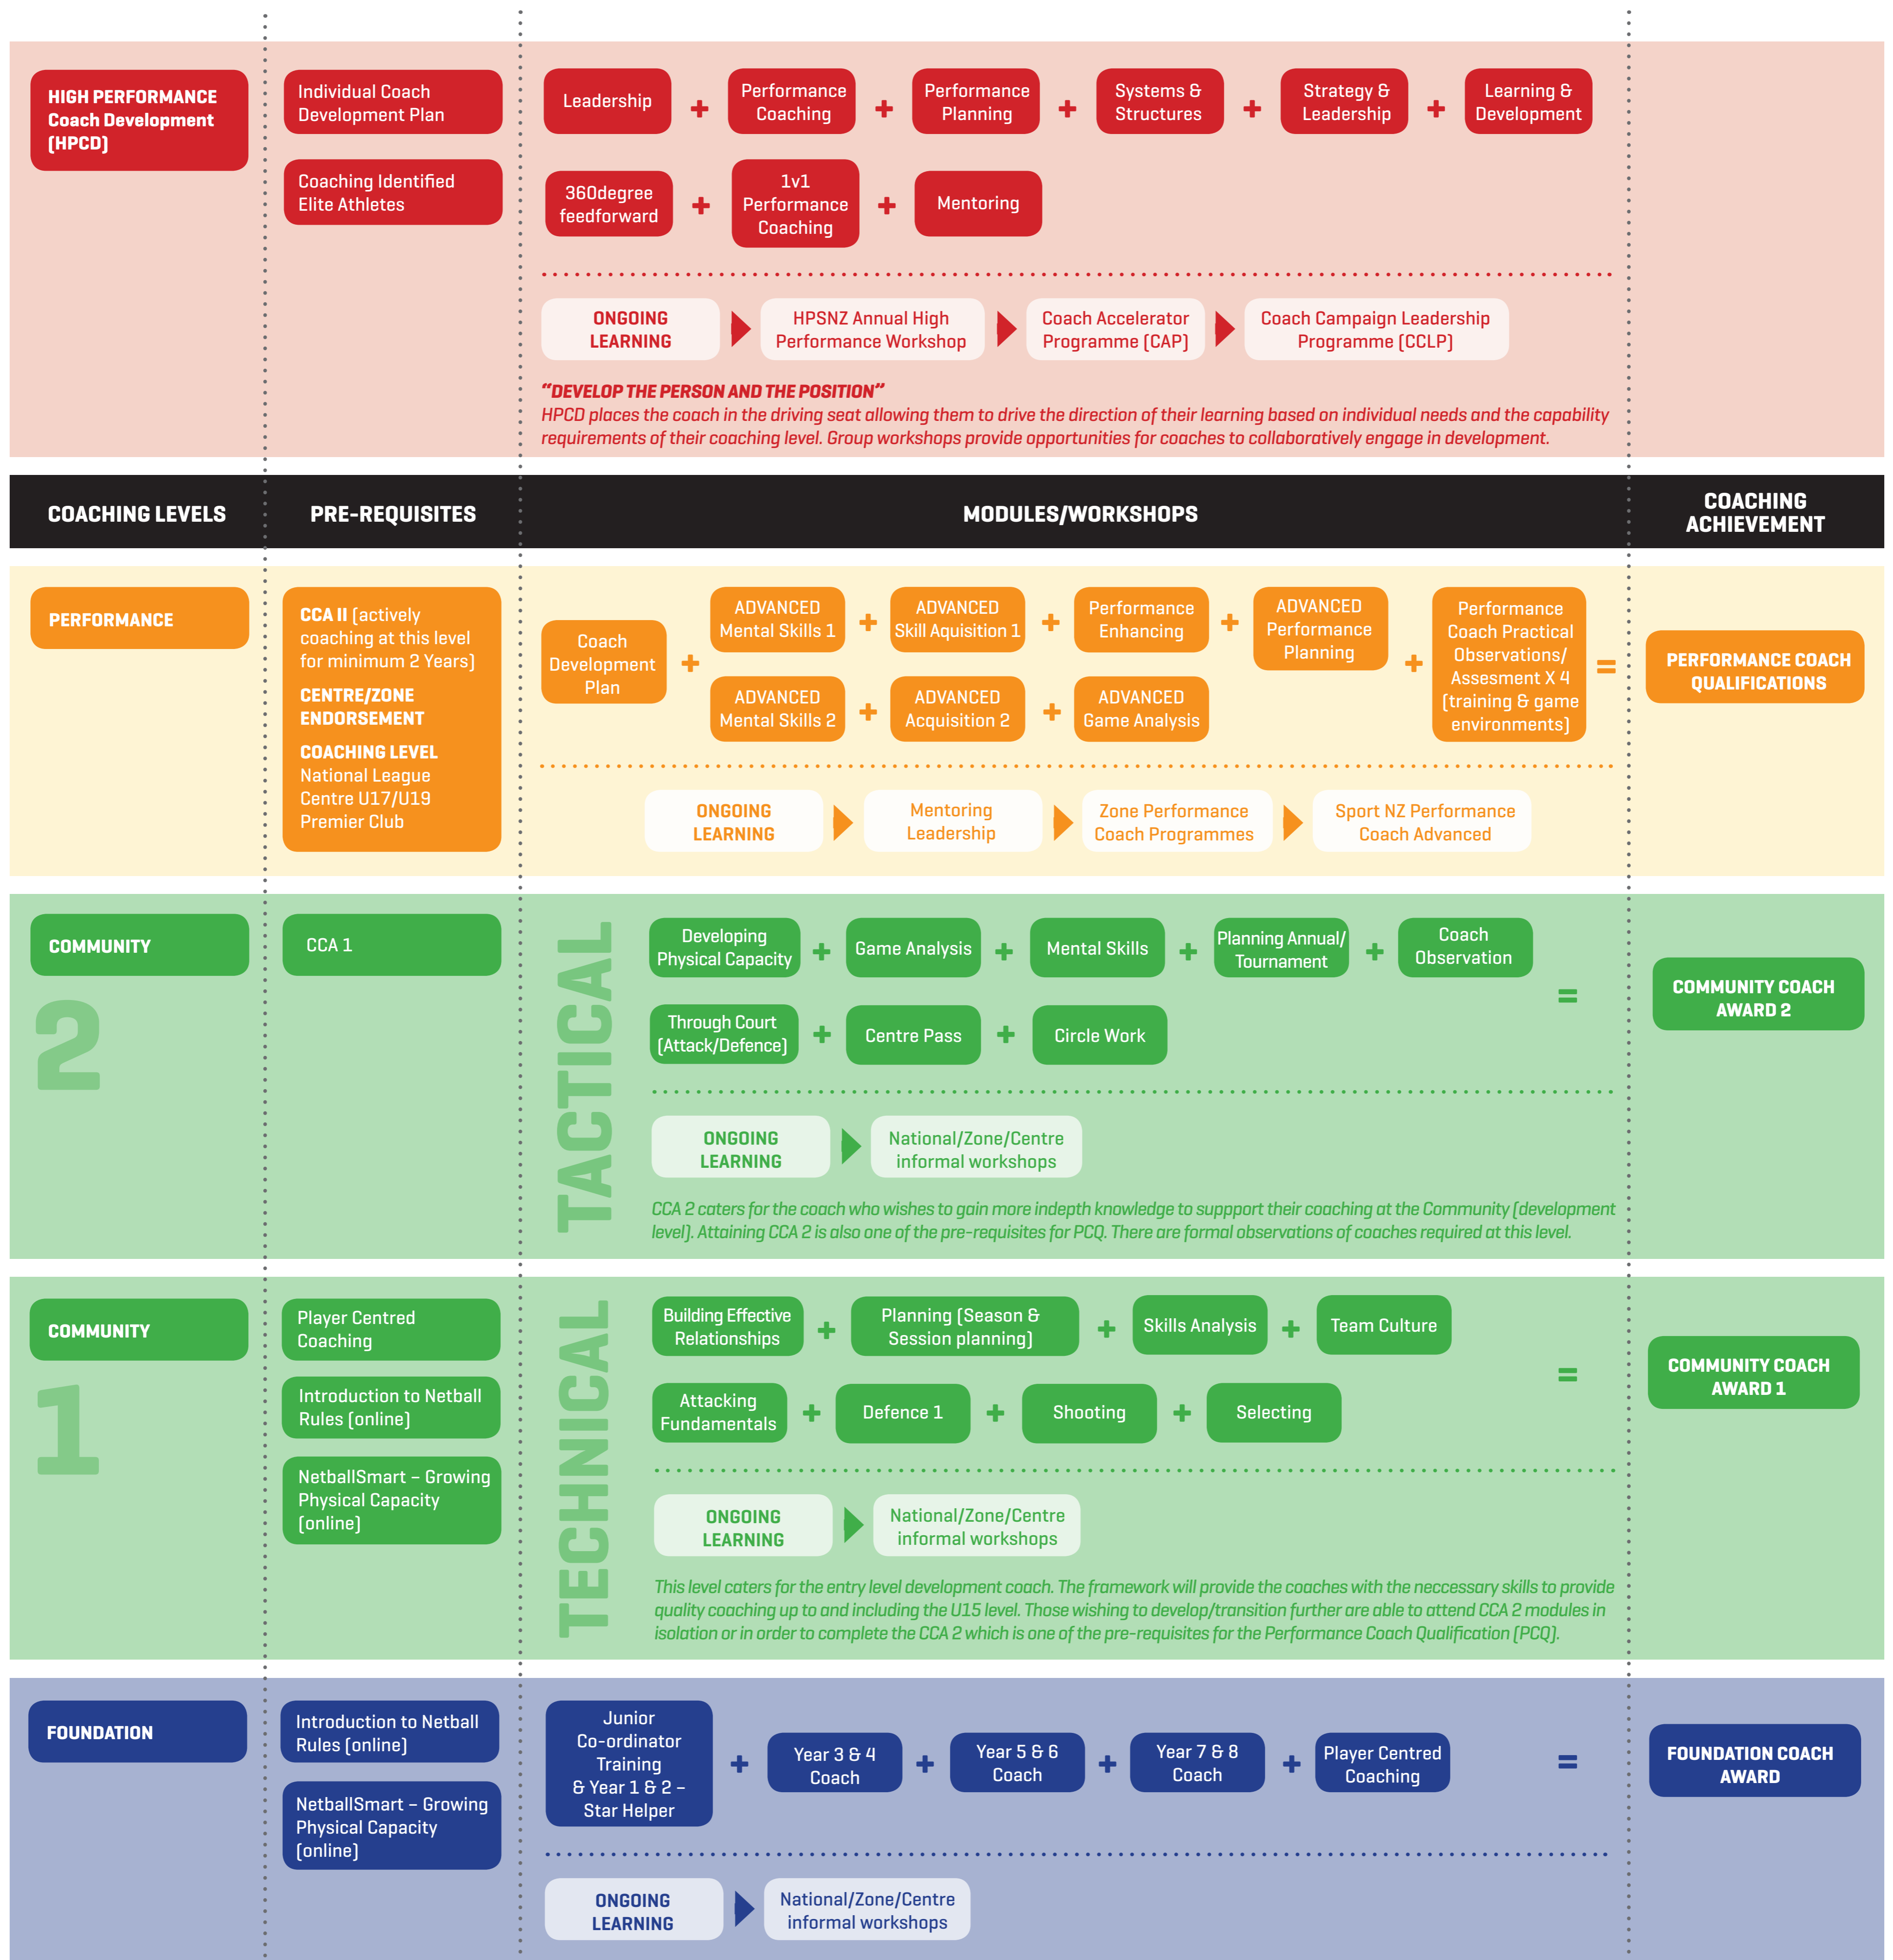 HIGH PERFORMANCE
Coach Development
(HPCD)
Individual Coach
Development Plan
Coaching Identified
Elite Athletes
Leadership
+
Performance
Coaching
+
Performance
Planning
+
Systems &
Structures
+
Strategy &
Leadership
+
Learning &
Development
360degree
feedforward
+
1v1
Performance
Coaching
+
Mentoring
ONGOING
LEARNING
HPSNZ Annual High
Performance Workshop
Coach Accelerator
Programme (CAP)
Coach Campaign Leadership
Programme (CCLP)
“DEVELOP THE PERSON AND THE POSITION”
HPCD places the coach in the driving seat allowing them to drive the direction of their learning based on individual needs and the capability
requirements of their coaching level. Group workshops provide opportunities for coaches to collaboratively engage in development.
COACHING LEVELS
PRE-REQUISITES
MODULES/WORKSHOPS
COACHING
ACHIEVEMENT
PERFORMANCE
CCA II (actively
coaching at this level
for minimum 2 Years)
CENTRE/ZONE
ENDORSEMENT
COACHING LEVEL
National League
Centre U17/U19
Premier Club
Coach
Development
Plan
+
ADVANCED
Mental Skills 1
+
ADVANCED
Skill Aquisition 1
+
Performance
Enhancing
+
ADVANCED
Performance
Planning
ADVANCED
Mental Skills 2
+
ADVANCED
Acquisition 2
+
ADVANCED
Game Analysis
+
Performance
Coach Practical
Observations/
Assesment X 4
(training & game
environments)
=
PERFORMANCE COACH
QUALIFICATIONS
ONGOING
LEARNING
Mentoring
Leadership
Zone Performance
Coach Programmes
Sport NZ Performance
Coach Advanced
COMMUNITY
2
CCA 1
TACTICAL
Developing
Physical Capacity
+
Game Analysis
+
Mental Skills
+
Planning Annual/
Tournament
+
Coach
Observation
Through Court
(Attack/Defence)
+
Centre Pass
+
Circle Work
=
COMMUNITY COACH
AWARD 2
ONGOING
LEARNING
National/Zone/Centre
informal workshops
CCA 2 caters for the coach who wishes to gain more indepth knowledge to suppport their coaching at the Community (development
level). Attaining CCA 2 is also one of the pre-requisites for PCQ. There are formal observations of coaches required at this level.
COMMUNITY
1
Player Centred
Coaching
Introduction to Netball
Rules (online)
NetballSmart – Growing
Physical Capacity
(online)
TECHNICAL
Building Effective
Relationships
+
Planning (Season &
Session planning)
+
Skills Analysis
+
Team Culture
Attacking
Fundamentals
+
Defence 1
+
Shooting
+
Selecting
=
COMMUNITY COACH
AWARD 1
ONGOING
LEARNING
National/Zone/Centre
informal workshops
This level caters for the entry level development coach. The framework will provide the coaches with the neccessary skills to provide
quality coaching up to and including the U15 level. Those wishing to develop/transition further are able to attend CCA 2 modules in
isolation or in order to complete the CCA 2 which is one of the pre-requisites for the Performance Coach Qualification (PCQ).
FOUNDATION
Introduction to Netball
Rules (online)
NetballSmart – Growing
Physical Capacity
(online)
Junior
Co-ordinator
Training
& Year 1 & 2 –
Star Helper
+
Year 3 & 4
Coach
+
Year 5 & 6
Coach
+
Year 7 & 8
Coach
+
Player Centred
Coaching
=
FOUNDATION COACH
AWARD
ONGOING
LEARNING
National/Zone/Centre
informal workshops